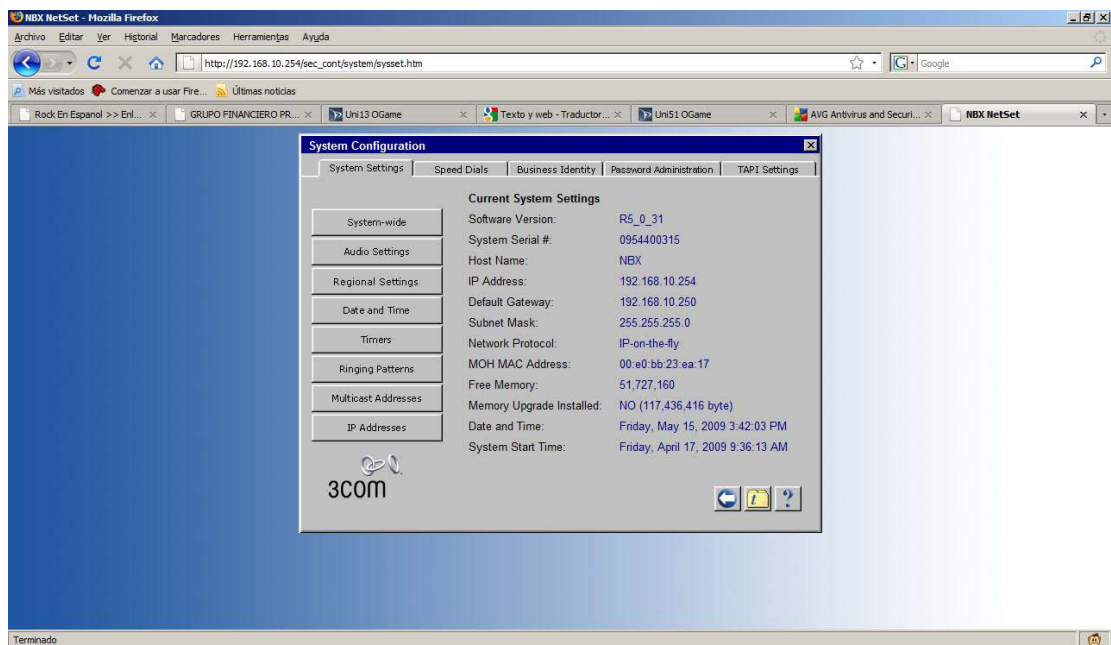 NBX NetSet - Mozilla Firefox
Archivo Editar Ver Historial Marcadores Herramientas Ayuda
http://192.168.10.254/sec_cont/system/sysset.htm
G Google
Más visitados Comenzar a usar Fire... Últimas noticias
Rock En Espanol >> Enl... GRUPO FINANCIERO PR... Uni13 OGame Texto y web - Traductor... Uni51 OGame AVG Antivirus and Securi... NBX NetSet
System Configuration
System Settings Speed Dials Business Identity Password Administration TAPI Settings
Current System Settings
System-wide
Audio Settings
Regional Settings
Date and Time
Timers
Ringing Patterns
Multicast Addresses
IP Addresses
Software Version: R5_0_31
System Serial #: 0954400315
Host Name: NBX
IP Address: 192.168.10.254
Default Gateway: 192.168.10.250
Subnet Mask: 255.255.255.0
Network Protocol: IP-on-the-fly
MOH MAC Address: 00:e0:bb:23:ea:17
Free Memory: 51,727,160
Memory Upgrade Installed: NO (117,436,416 byte)
Date and Time: Friday, May 15, 2009 3:42:03 PM
System Start Time: Friday, April 17, 2009 9:36:13 AM
3COM
Terminado